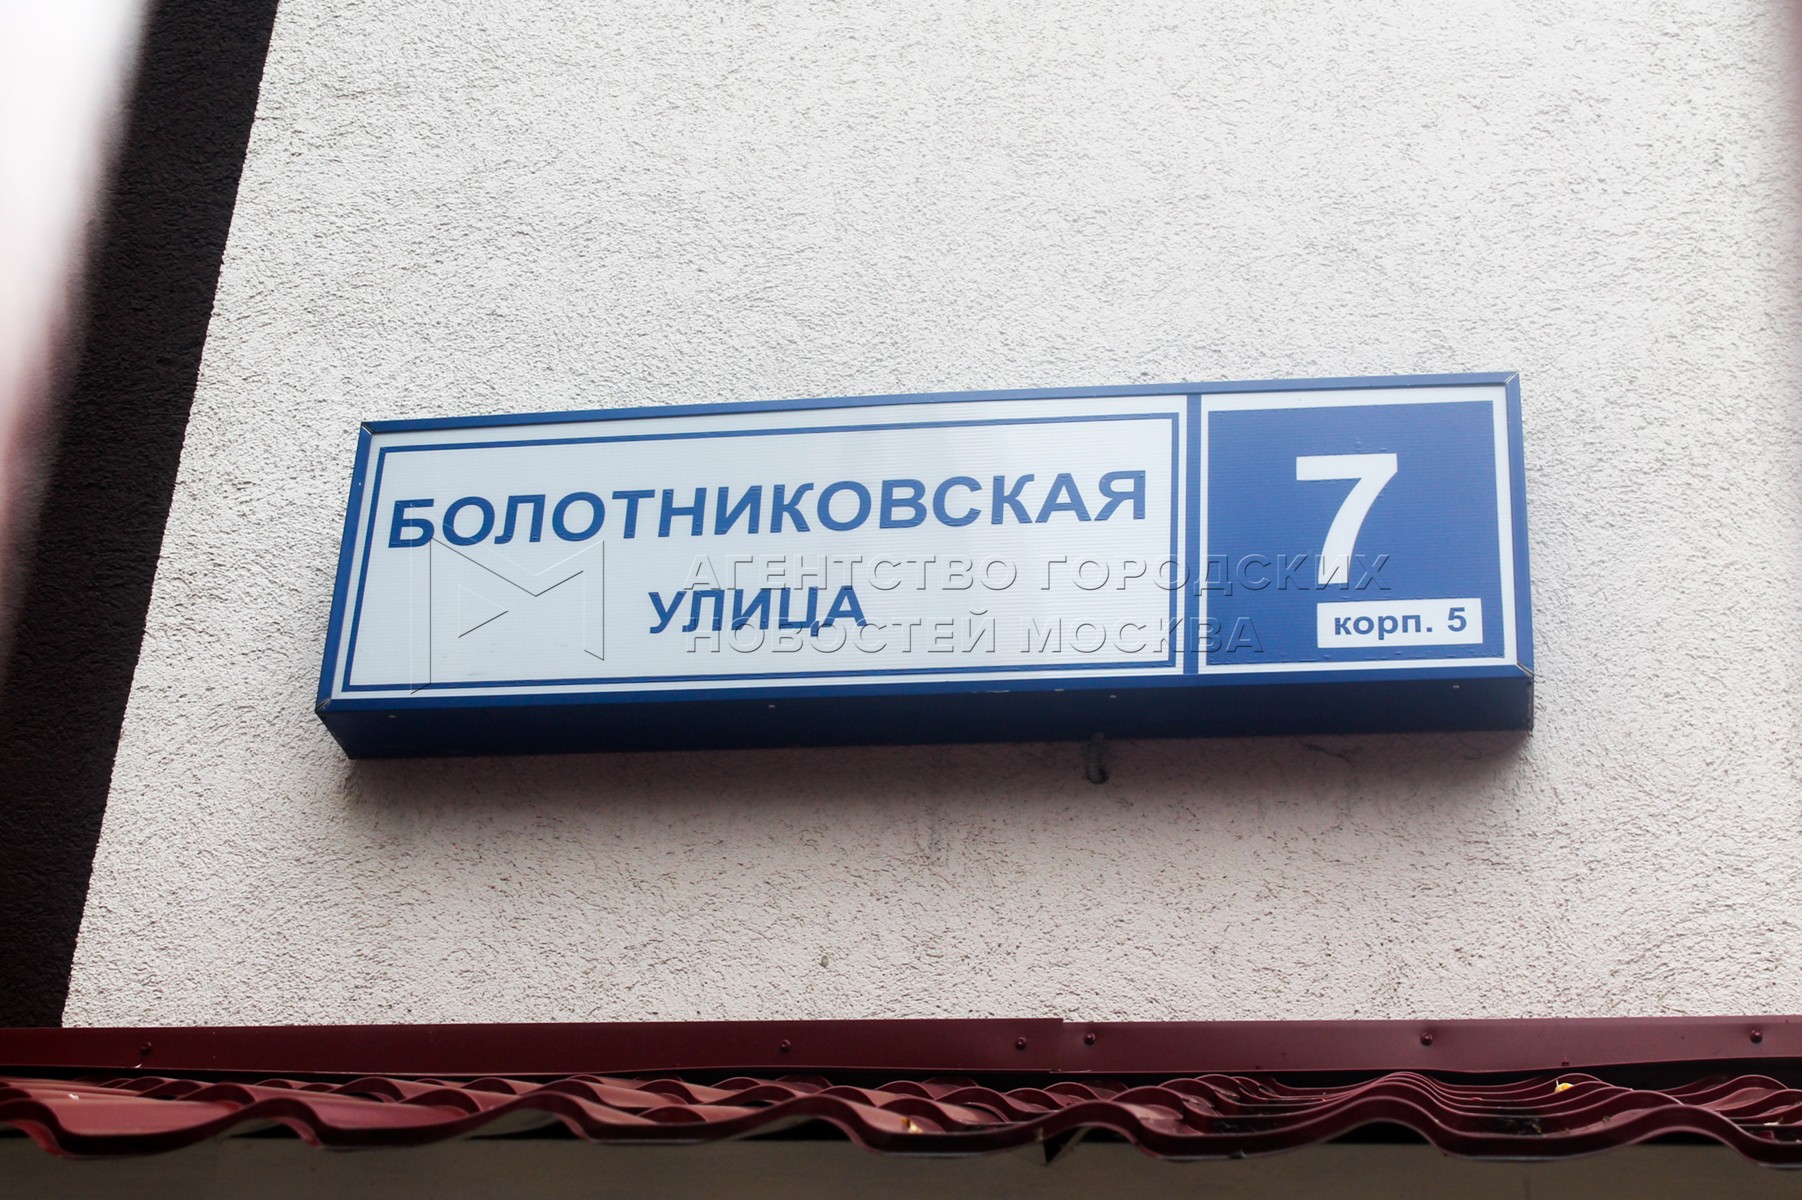 БОЛОТНИКОВСКАЯ
УЛИЦА
7
корп. 5
АГЕНТСТВО ГОРОДСКИХ
НОВОСТЕЙ МОСКВА